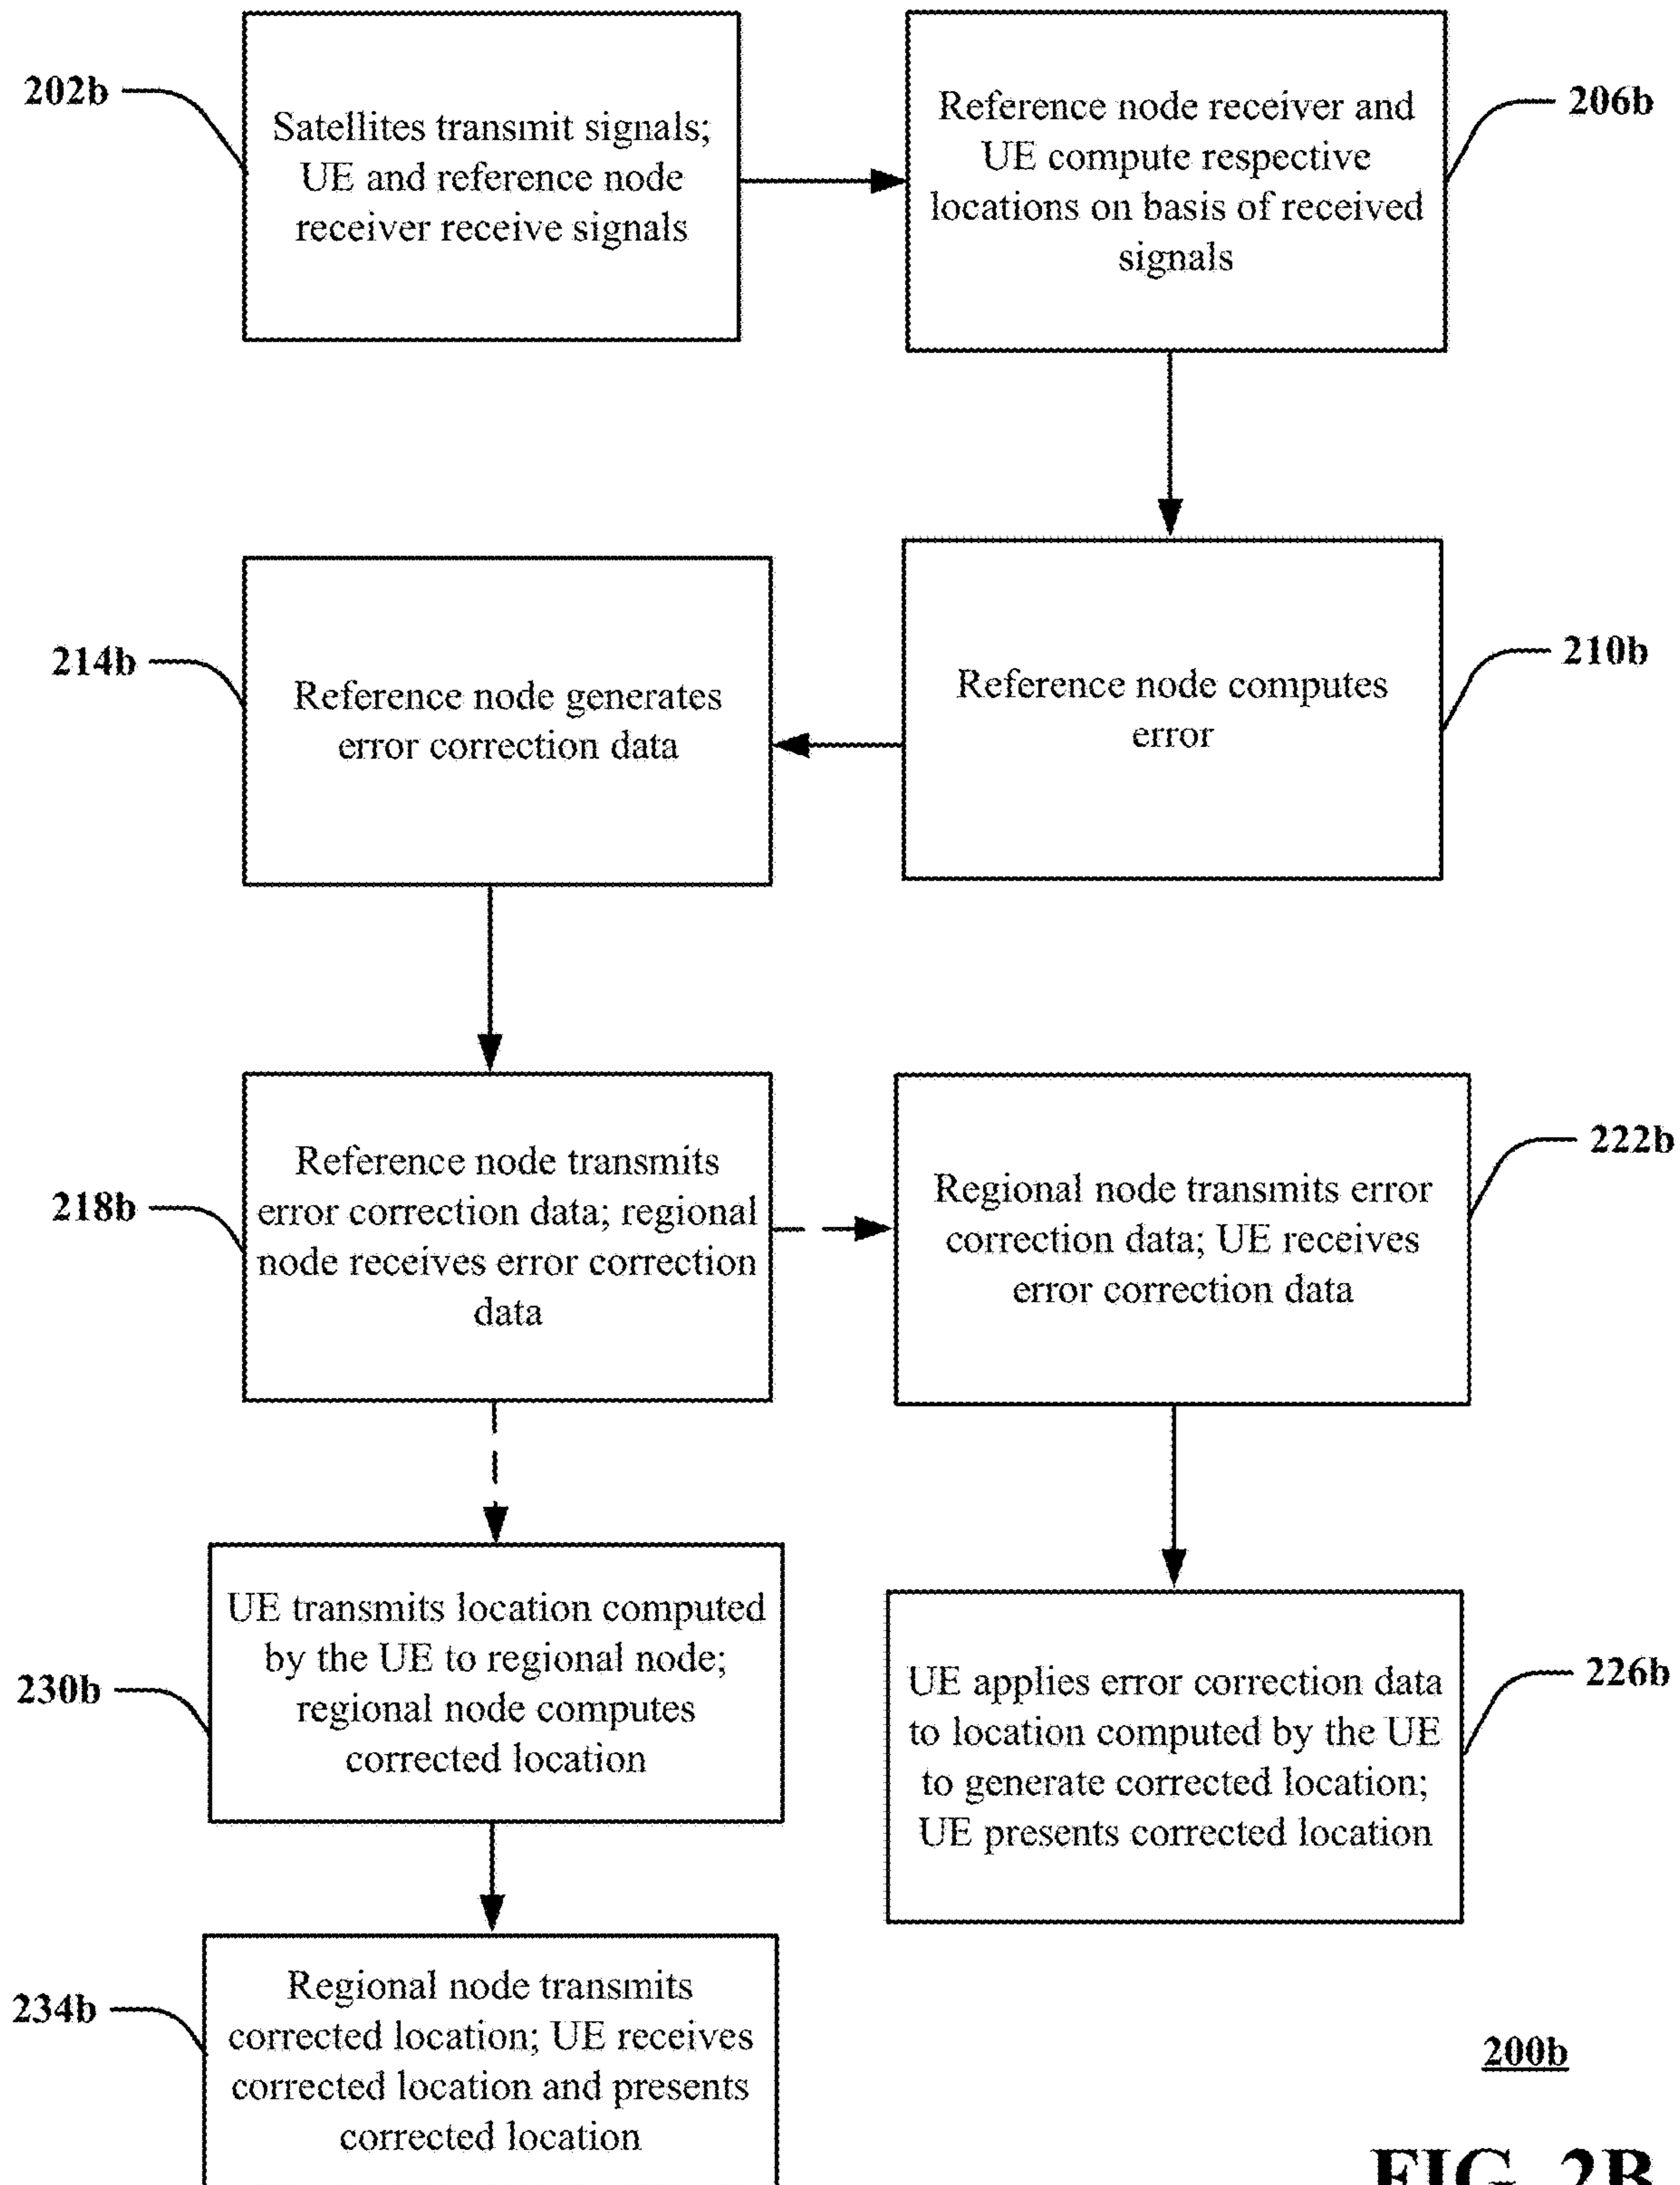 202b
Satellites transmit signals;
UE and reference node
receiver receive signals
Reference node receiver and
UE compute respective
locations on basis of received
signals
206b
214b
Reference node generates
error correction data
Reference node computes
error
210b
218b
Reference node transmits
error correction data; regional
node receives error correction
data
Regional node transmits error
correction data; UE receives
error correction data
222b
230b
UE transmits location computed
by the UE to regional node;
regional node computes
corrected location
UE applies error correction data
to location computed by the UE
to generate corrected location;
UE presents corrected location
226b
234b
Regional node transmits
corrected location; UE receives
corrected location and presents
corrected location
200b
FIG. 2B